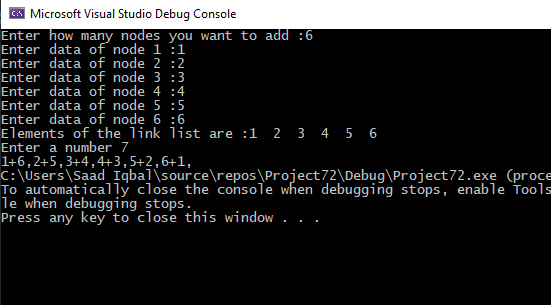 Microsoft Visual Studio Debug Console
Enter how many nodes you want to add :6
Enter data of node 1 :1
Enter data of node 2 :2
Enter data of node 3 :3
Enter data of node 4 :4
Enter data of node 5 :5
Enter data of node 6 :6
Elements of the link list are :1  2  3  4  5  6
Enter a number 7
1+6,2+5,3+4,4+3,5+2,6+1,
C:\Users\Saad Iqbal\source\repos\Project72\Debug\Project72.exe (proce
To automatically close the console when debugging stops, enable Tools
le when debugging stops.
Press any key to close this window . . .